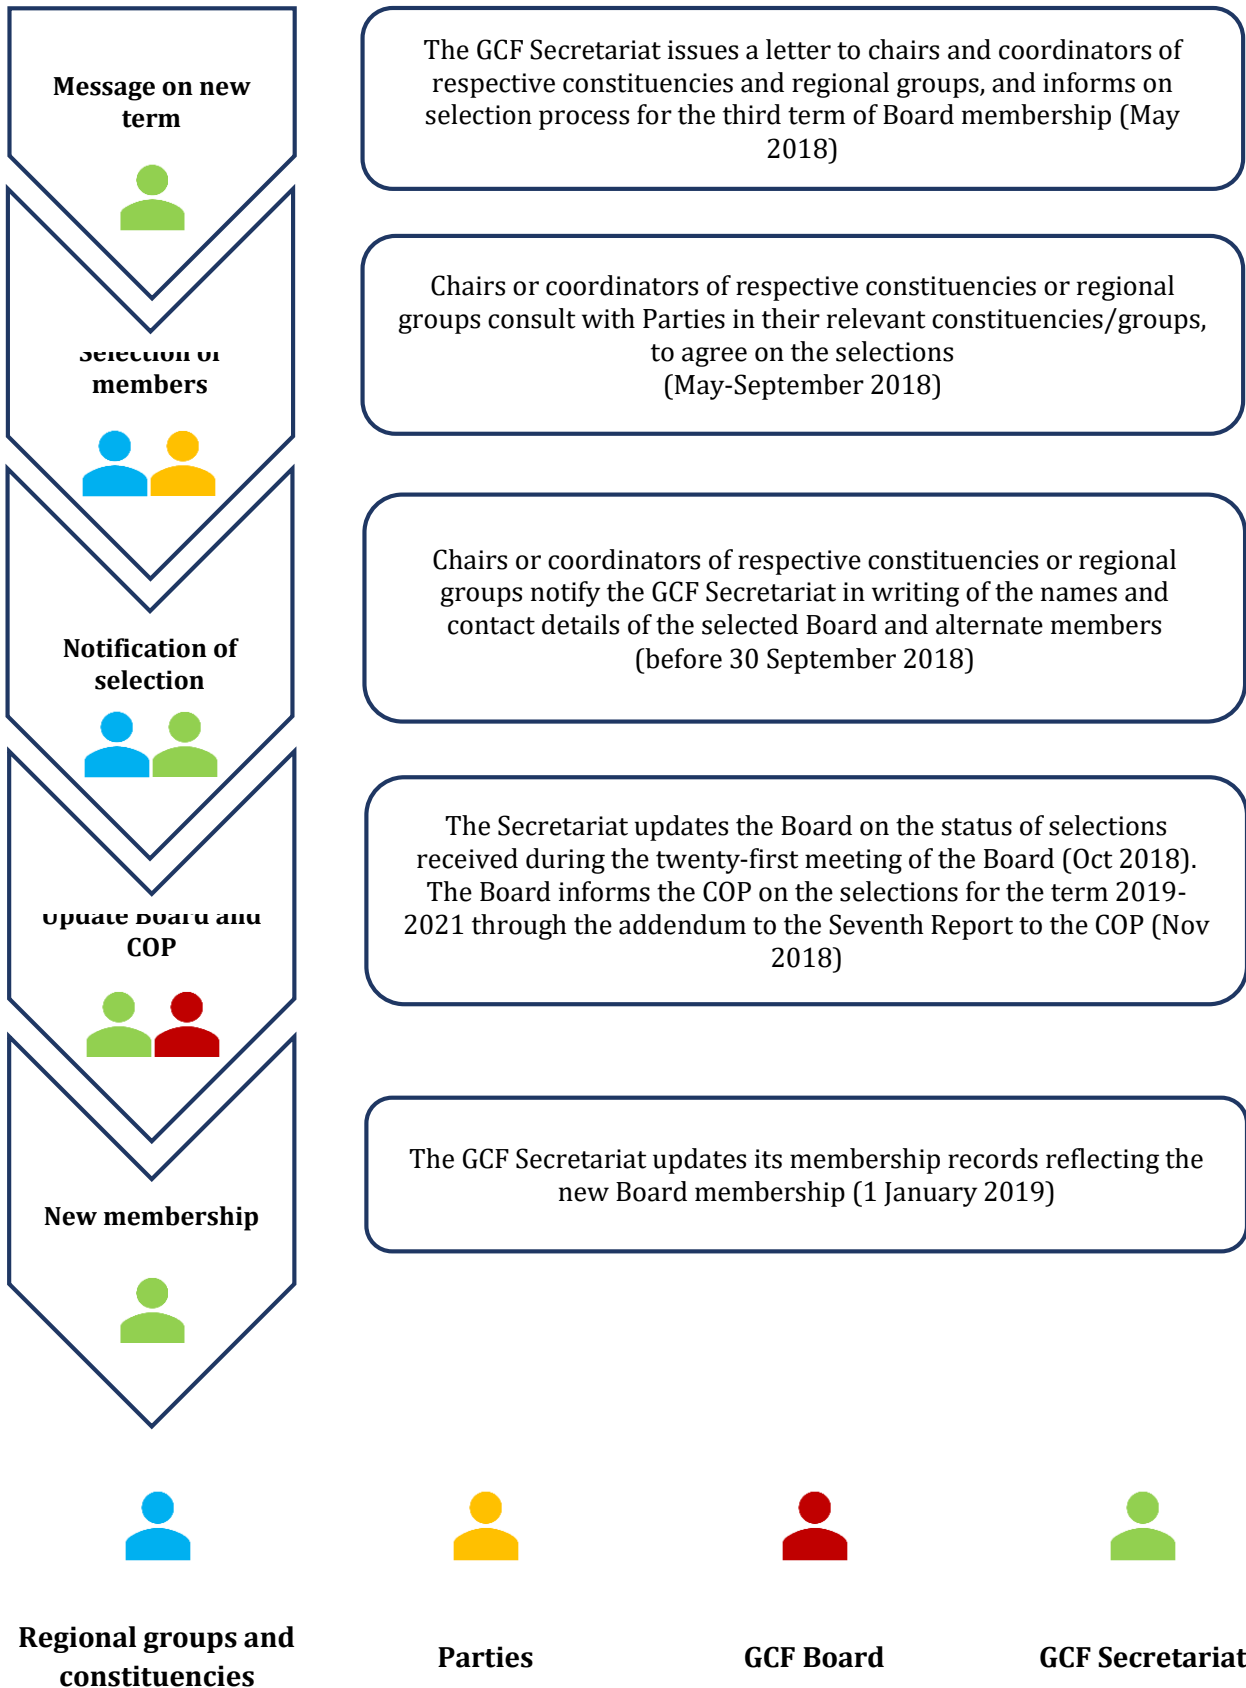 Message on new
term
The GCF Secretariat issues a letter to chairs and coordinators of
respective constituencies and regional groups, and informs on
selection process for the third term of Board membership (May
2018)
Selection of
members
Chairs or coordinators of respective constituencies or regional
groups consult with Parties in their relevant constituencies/groups,
to agree on the selections
(May-September 2018)
Notification of
selection
Chairs or coordinators of respective constituencies or regional
groups notify the GCF Secretariat in writing of the names and
contact details of the selected Board and alternate members
(before 30 September 2018)
Update Board and
COP
The Secretariat updates the Board on the status of selections
received during the twenty-first meeting of the Board (Oct 2018).
The Board informs the COP on the selections for the term 2019-
2021 through the addendum to the Seventh Report to the COP (Nov
2018)
New membership
The GCF Secretariat updates its membership records reflecting the
new Board membership (1 January 2019)
Regional groups and
constituencies
Parties
GCF Board
GCF Secretariat